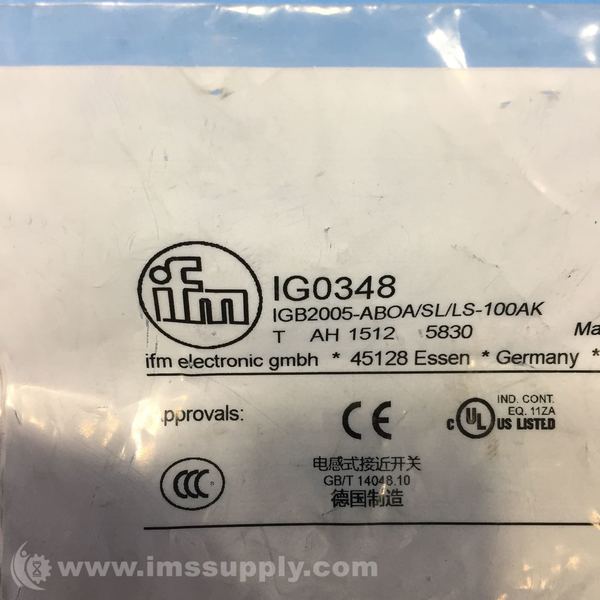 ifm
IG0348
IGB2005-ABOA/SL/LS-100AK
T AH 1512 5830 Ma
ifm electronic gmbh * 45128 Essen * Germany *
pprovals:
CE
c UL US LISTED
IND. CONT.
EQ. 11ZA
CCC
电感式接近开关
GB/T 14048.10
德国制造
www.imssupply.com